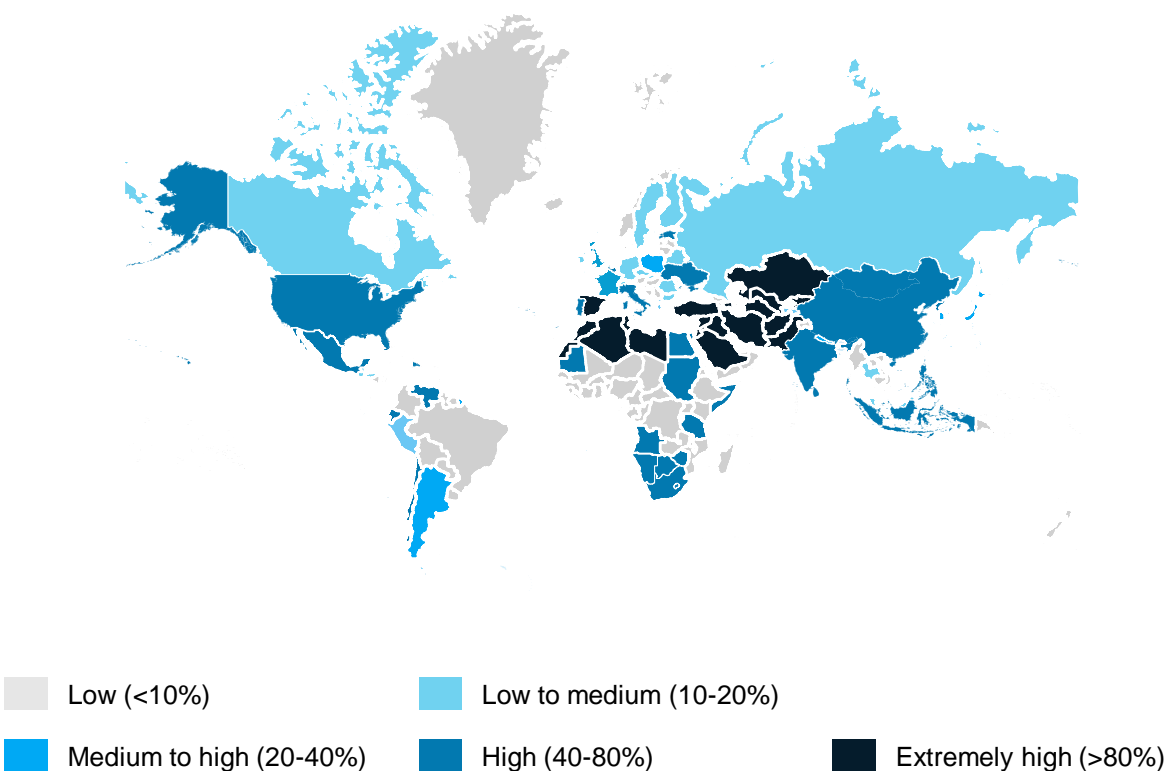 Low (<10%)
Low to medium (10-20%)
Medium to high (20-40%)
High (40-80%)
Extremely high (>80%)